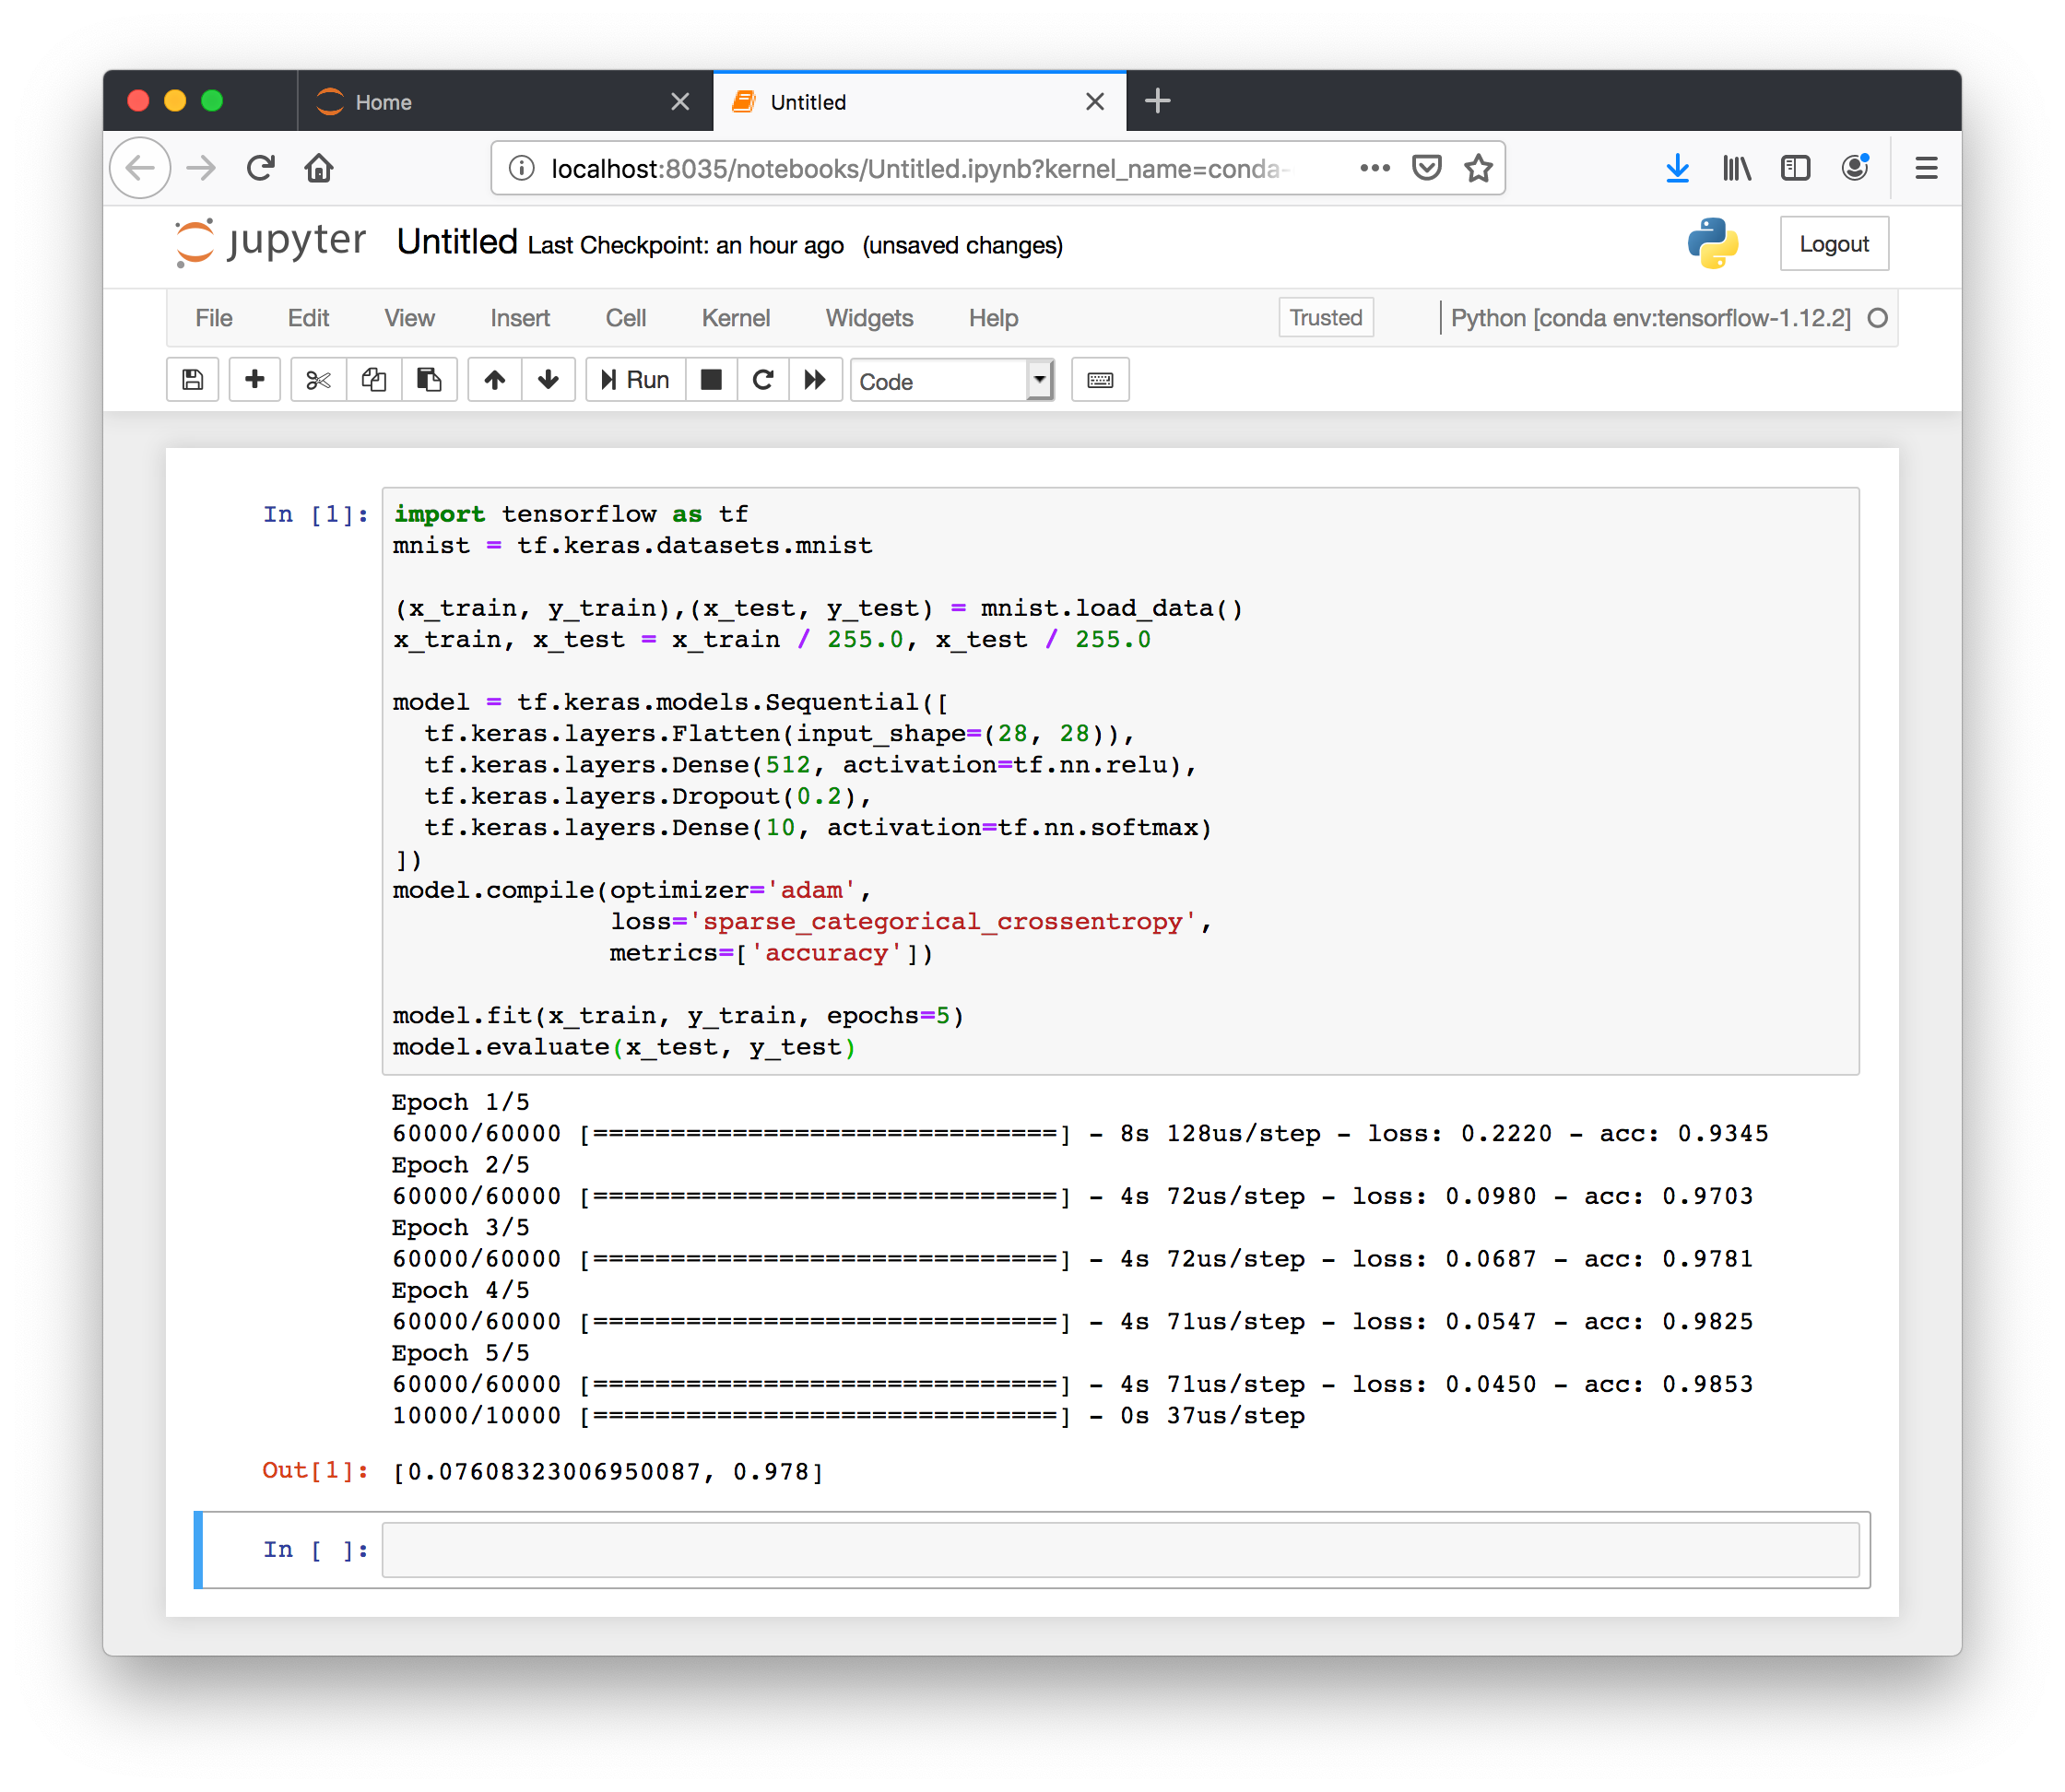 Home
Untitled
localhost:8035/notebooks/Untitled.ipynb?kernel_name=conda-
jupyter Untitled Last Checkpoint: an hour ago (unsaved changes)
Logout
File Edit View Insert Cell Kernel Widgets Help Trusted Python [conda env:tensorflow-1.12.2]
Run Code
In [1]: import tensorflow as tf
mnist = tf.keras.datasets.mnist
(x_train, y_train),(x_test, y_test) = mnist.load_data()
x_train, x_test = x_train / 255.0, x_test / 255.0
model = tf.keras.models.Sequential([
  tf.keras.layers.Flatten(input_shape=(28, 28)),
  tf.keras.layers.Dense(512, activation=tf.nn.relu),
  tf.keras.layers.Dropout(0.2),
  tf.keras.layers.Dense(10, activation=tf.nn.softmax)
])
model.compile(optimizer='adam',
              loss='sparse_categorical_crossentropy',
              metrics=['accuracy'])
model.fit(x_train, y_train, epochs=5)
model.evaluate(x_test, y_test)
Epoch 1/5
60000/60000 [==============================] - 8s 128us/step - loss: 0.2220 - acc: 0.9345
Epoch 2/5
60000/60000 [==============================] - 4s 72us/step - loss: 0.0980 - acc: 0.9703
Epoch 3/5
60000/60000 [==============================] - 4s 72us/step - loss: 0.0687 - acc: 0.9781
Epoch 4/5
60000/60000 [==============================] - 4s 71us/step - loss: 0.0547 - acc: 0.9825
Epoch 5/5
60000/60000 [==============================] - 4s 71us/step - loss: 0.0450 - acc: 0.9853
10000/10000 [==============================] - 0s 37us/step
Out[1]: [0.07608323006950087, 0.978]
In [ ]: